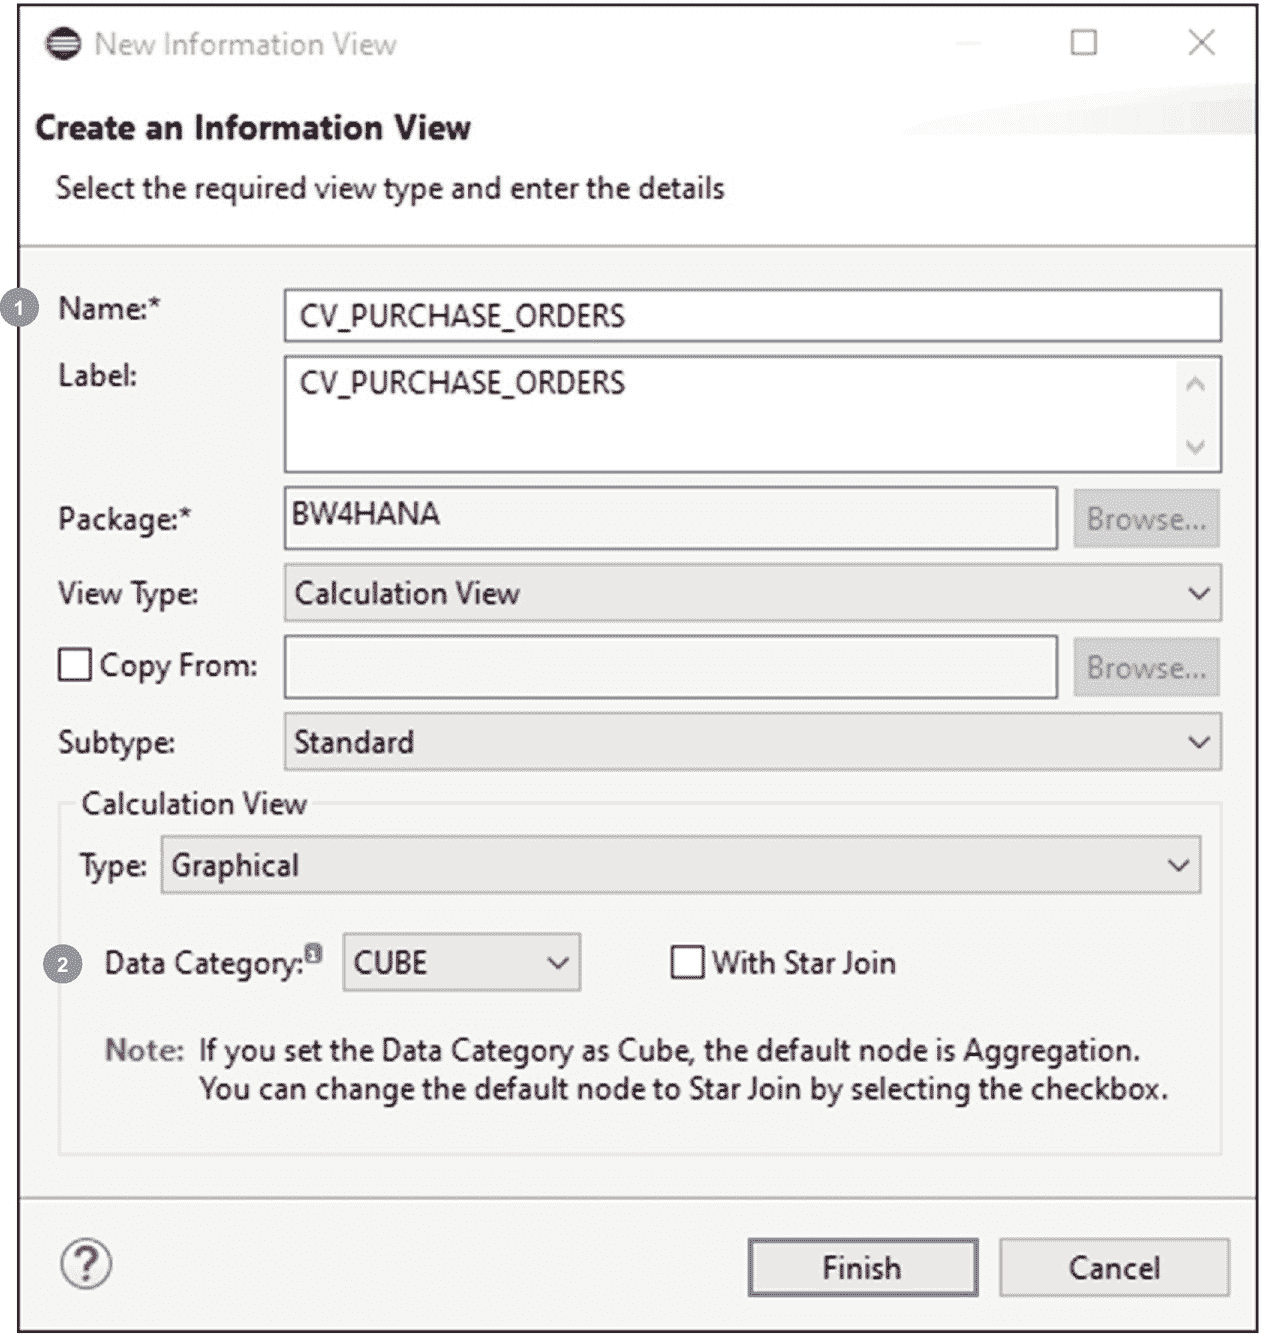 New Information View
Create an Information View
Select the required view type and enter the details
1 Name:* CV_PURCHASE_ORDERS
Label: CV_PURCHASE_ORDERS
Package:* BW4HANA Browse...
View Type: Calculation View
Copy From: Browse...
Subtype: Standard
Calculation View
Type: Graphical
2 Data Category: CUBE With Star Join
Note: If you set the Data Category as Cube, the default node is Aggregation.
You can change the default node to Star Join by selecting the checkbox.
? Finish Cancel